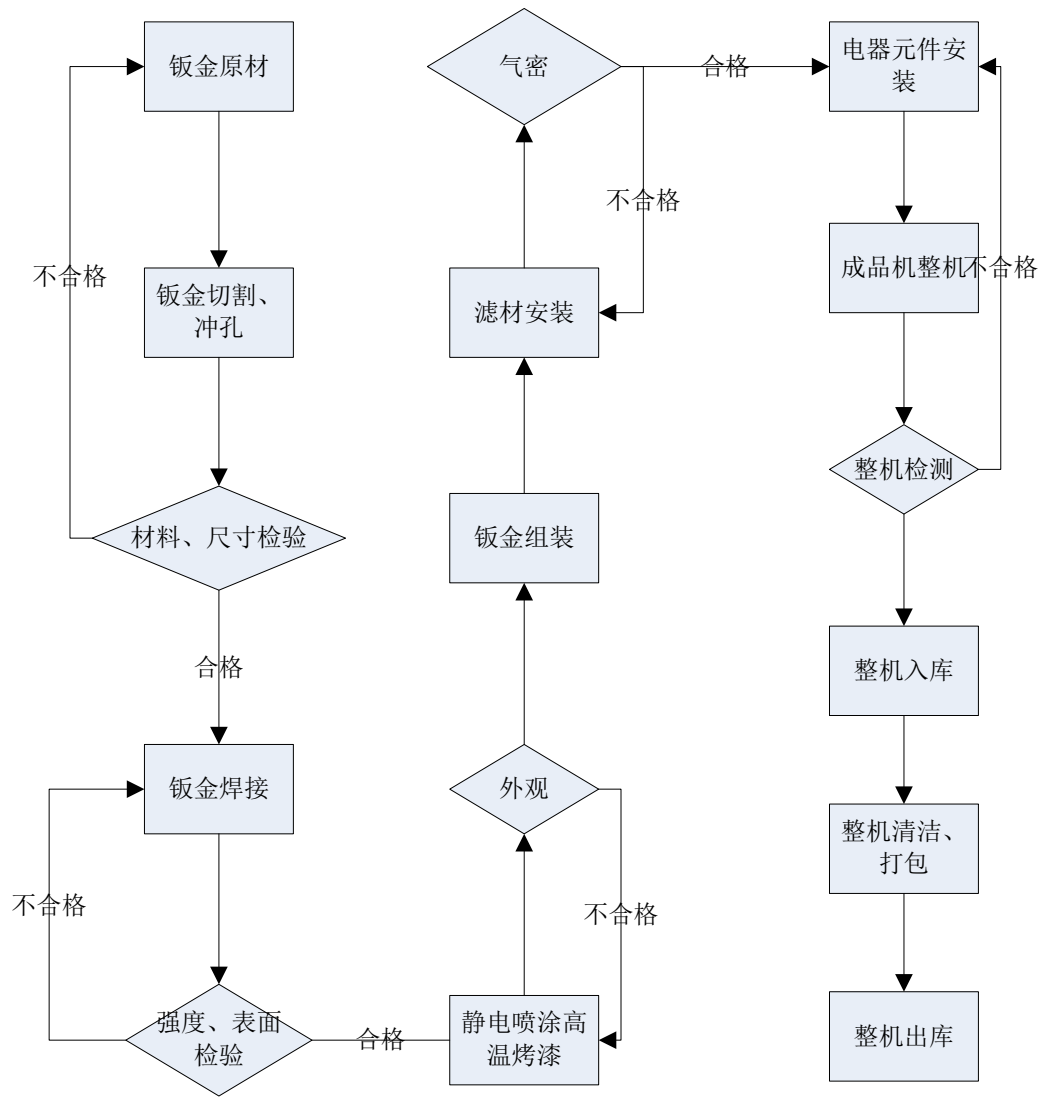 钣金原材
不合格
钣金切割、
冲孔
材料、尺寸检验
合格
钣金焊接
不合格
强度、表面
检验
合格
静电喷涂高
温烤漆
不合格
外观
钣金组装
滤材安装
不合格
气密
合格
电器元件安
装
成品机整机
不合格
整机检测
整机入库
整机清洁、
打包
整机出库